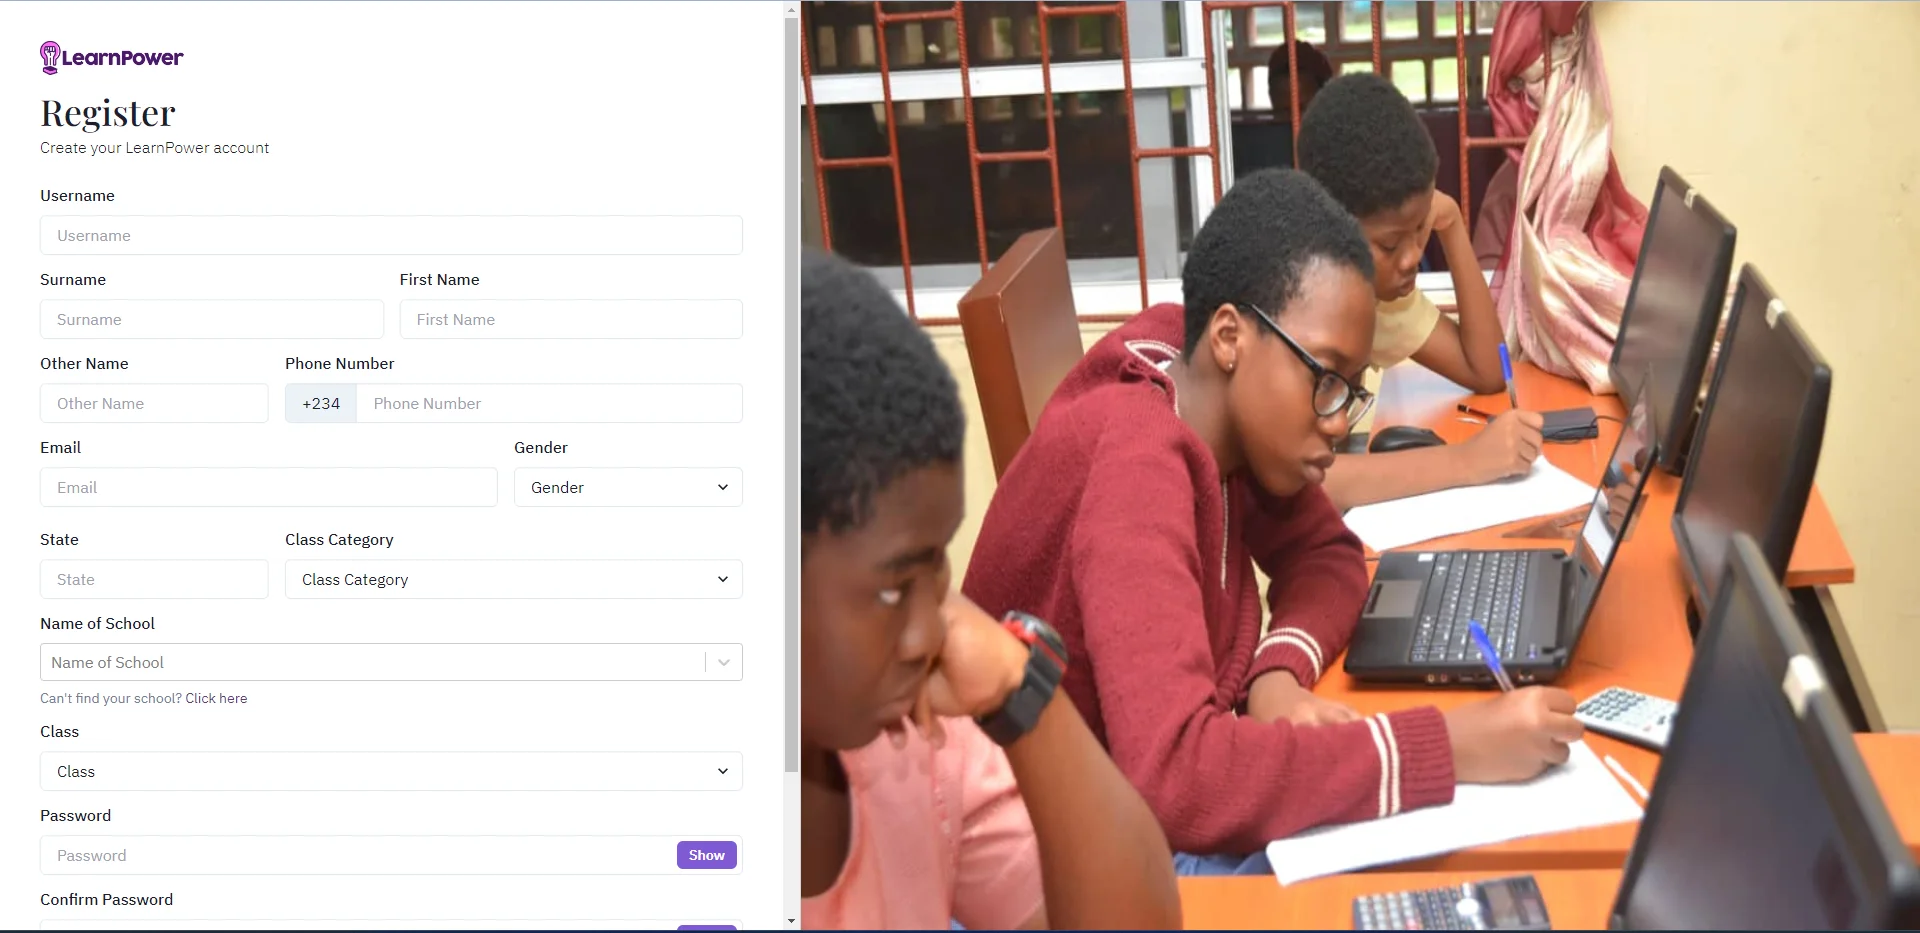 LearnPower
Register
Create your LearnPower account
Username
Username
Surname First Name
Surname First Name
Other Name Phone Number
Other Name +234 Phone Number
Email Gender
Email Gender
State Class Category
State Class Category
Name of School
Name of School
Can't find your school? Click here
Class
Class
Password
Password Show
Confirm Password